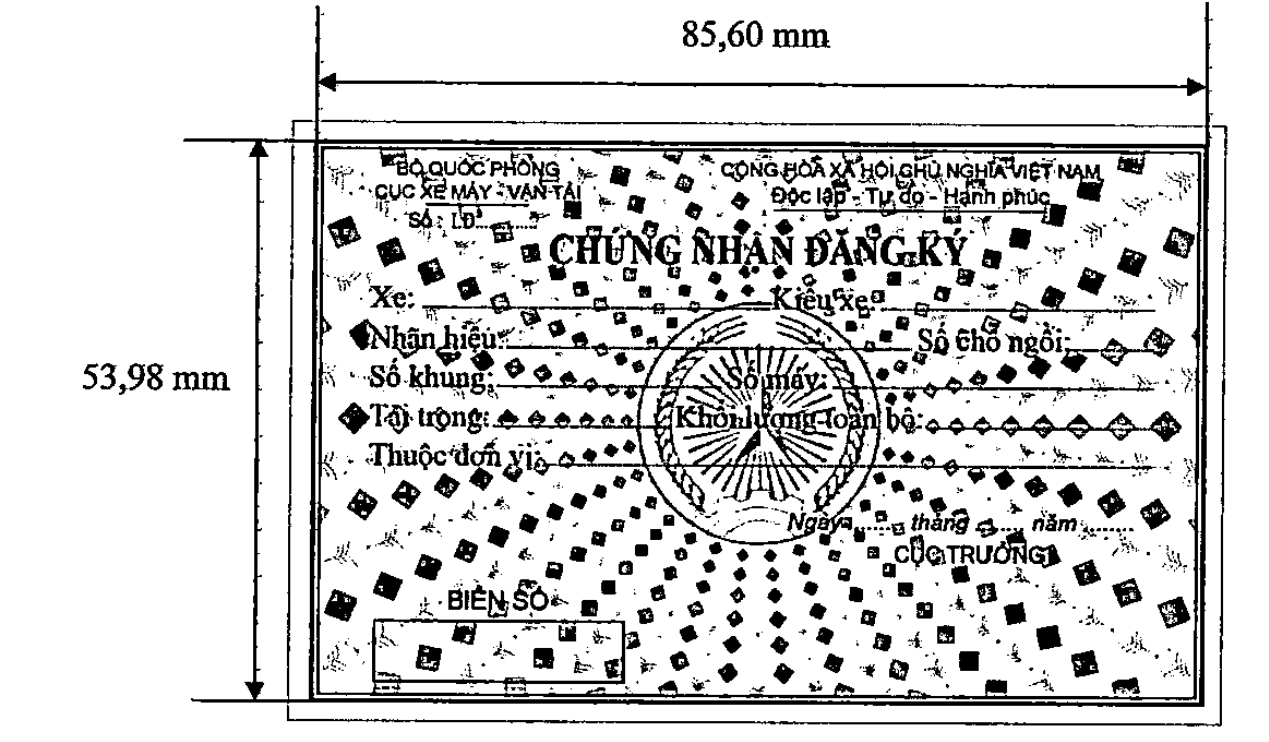 85,60 mm
53,98 mm
BỘ QUỐC PHÒNG
CỤC XE MÁY - VẬN TẢI
Số : LĐ............
CỘNG HÒA XÃ HỘI CHỦ NGHĨA VIỆT NAM
Độc lập - Tự do - Hạnh phúc
CHỨNG NHẬN ĐĂNG KÝ
Xe: Kiểu xe
Nhãn hiệu: Số chỗ ngồi:
Số khung: Số máy:
Tải trọng: Khối lượng toàn bộ:
Thuộc đơn vị:
Ngày ....... tháng ....... năm ........
CỤC TRƯỞNG
BIỂN SỐ